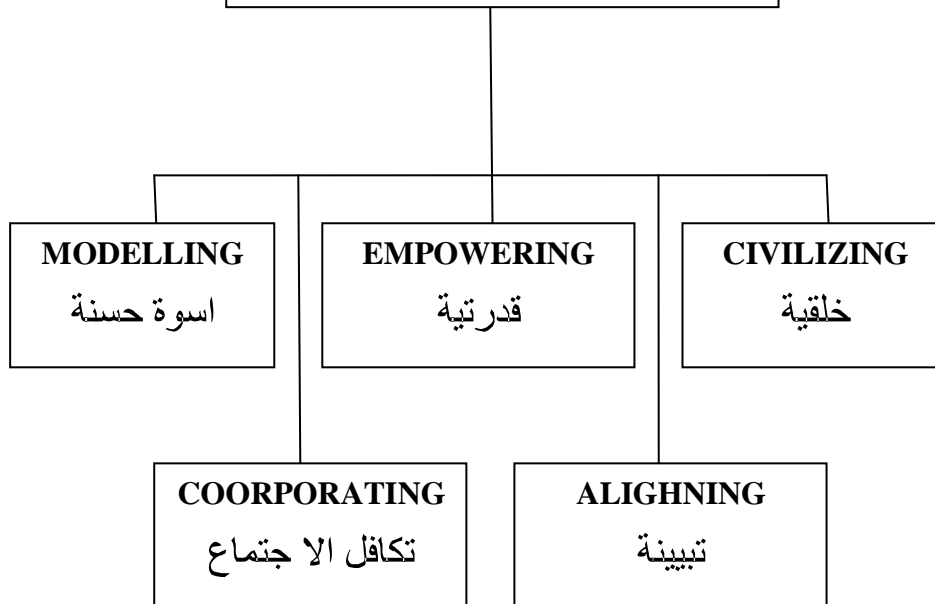 MODELLING
اسوة حسنة
EMPOWERING
قدرتية
CIVILIZING
خلقية
COORPORATING
تكافل الا جتماع
ALIGHNING
تبيينة